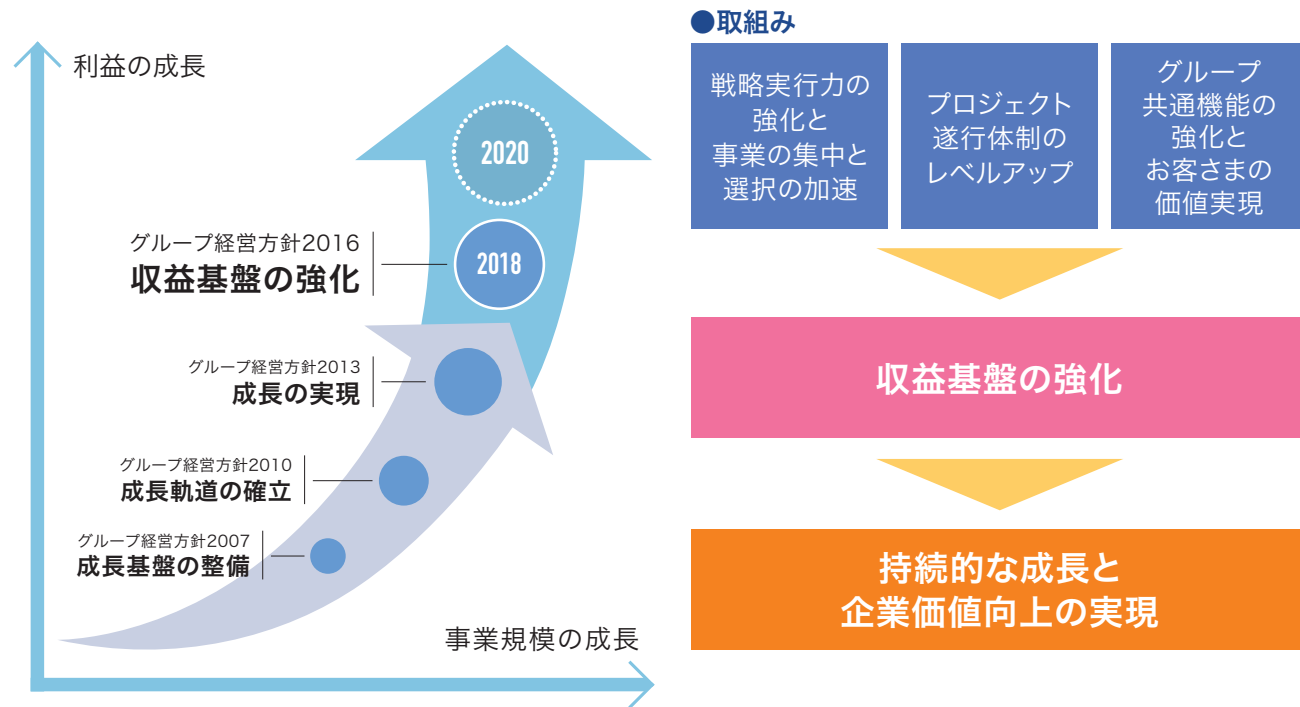 利益の成長
2020
グループ経営方針2016
収益基盤の強化
2018
グループ経営方針2013
成長の実現
グループ経営方針2010
成長軌道の確立
グループ経営方針2007
成長基盤の整備
事業規模の成長
●取組み
戦略実行力の
強化と
事業の集中と
選択の加速
プロジェクト
遂行体制の
レベルアップ
グループ
共通機能の
強化と
お客さまの
価値実現
収益基盤の強化
持続的な成長と
企業価値向上の実現